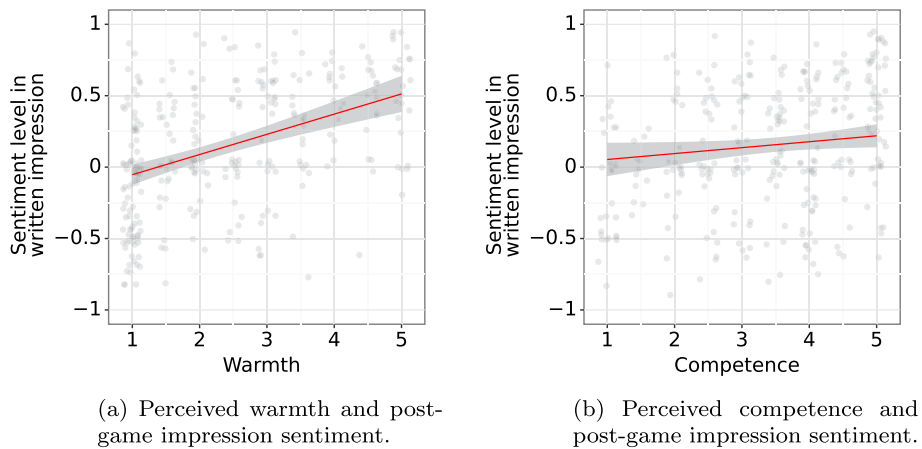 1
0.5
0
−0.5
−1
Sentiment level in
written impression
1 2 3 4 5
Warmth
(a) Perceived warmth and post-
game impression sentiment.
1
0.5
0
−0.5
−1
Sentiment level in
written impression
1 2 3 4 5
Competence
(b) Perceived competence and
post-game impression sentiment.